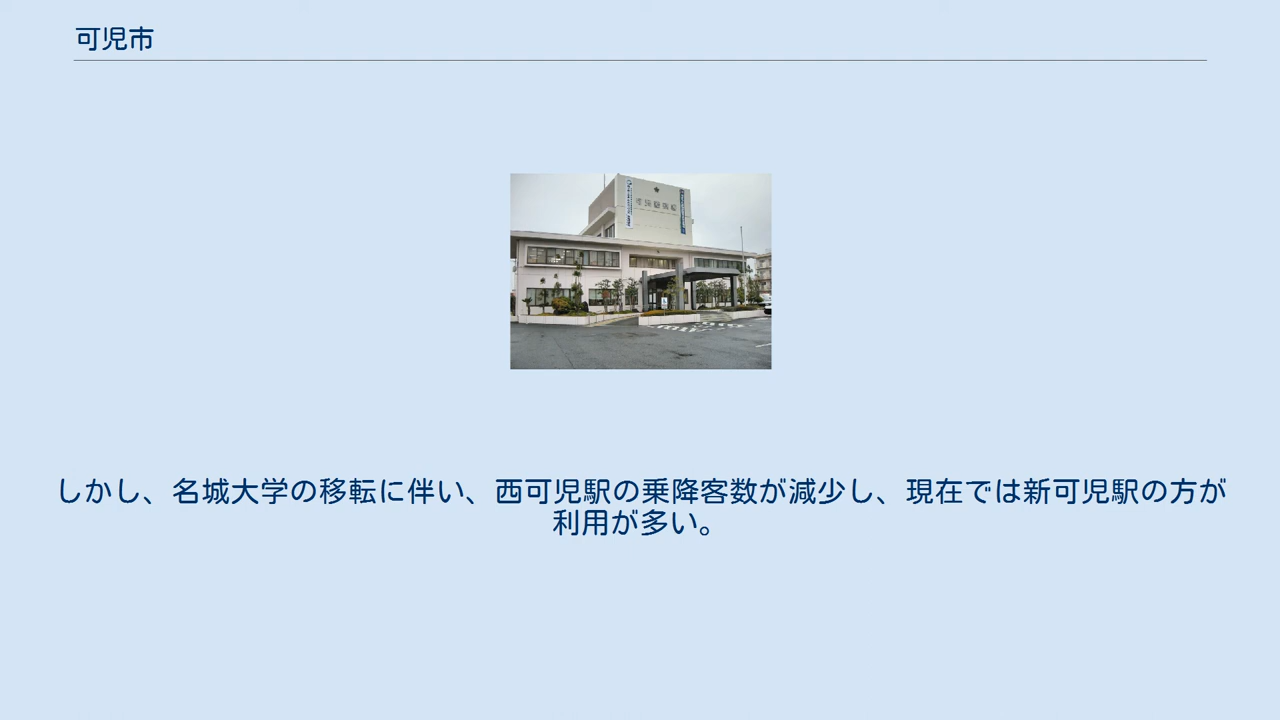 可児市
しかし、名城大学の移転に伴い、西可児駅の乗降客数が減少し、現在では新可児駅の方が
利用が多い。